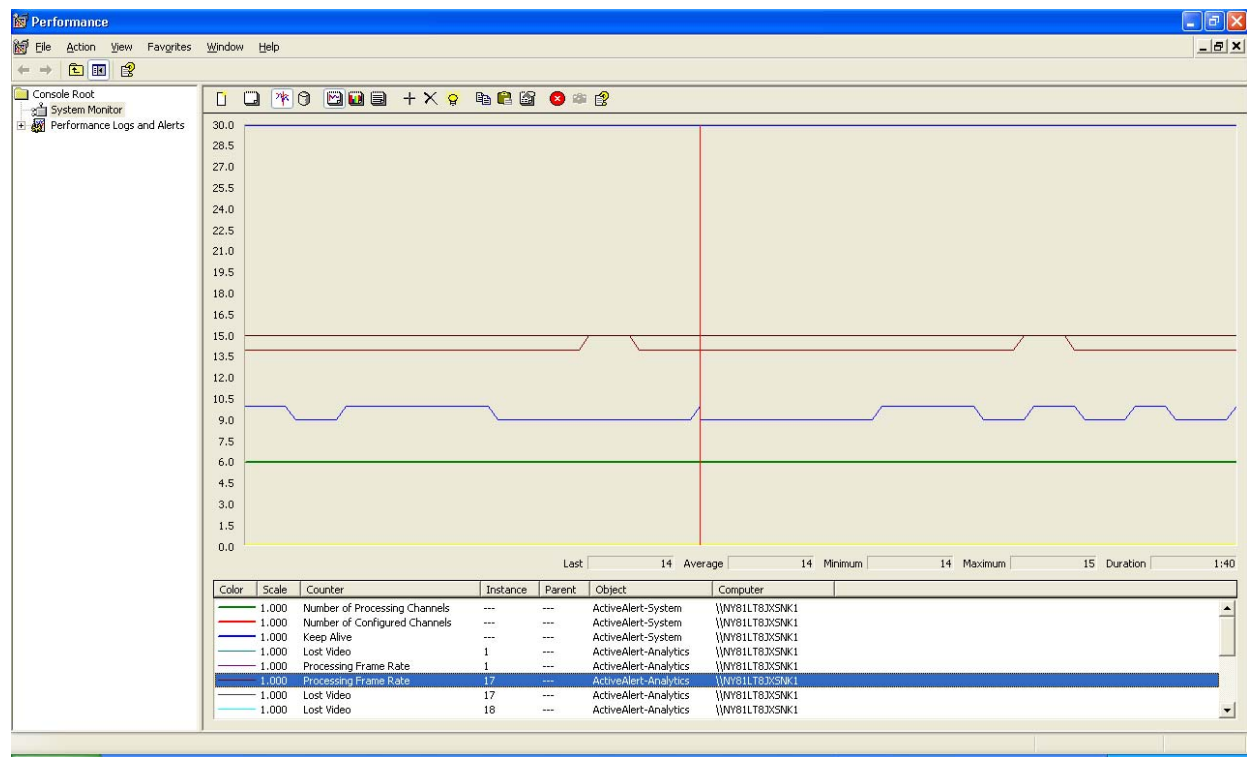 Performance
File Action View Favorites Window Help
Console Root
System Monitor
Performance Logs and Alerts
30.0
28.5
27.0
25.5
24.0
22.5
21.0
19.5
18.0
16.5
15.0
13.5
12.0
10.5
9.0
7.5
6.0
4.5
3.0
1.5
0.0
Last 14 Average 14 Minimum 14 Maximum 15 Duration 1:40
Color Scale Counter Instance Parent Object Computer
1.000 Number of Processing Channels --- --- ActiveAlert-System \\NY81LT8JXSNK1
1.000 Number of Configured Channels --- --- ActiveAlert-System \\NY81LT8JXSNK1
1.000 Keep Alive --- --- ActiveAlert-System \\NY81LT8JXSNK1
1.000 Lost Video 1 --- ActiveAlert-Analytics \\NY81LT8JXSNK1
1.000 Processing Frame Rate 1 --- ActiveAlert-Analytics \\NY81LT8JXSNK1
1.000 Processing Frame Rate 17 --- ActiveAlert-Analytics \\NY81LT8JXSNK1
1.000 Lost Video 17 --- ActiveAlert-Analytics \\NY81LT8JXSNK1
1.000 Lost Video 18 --- ActiveAlert-Analytics \\NY81LT8JXSNK1